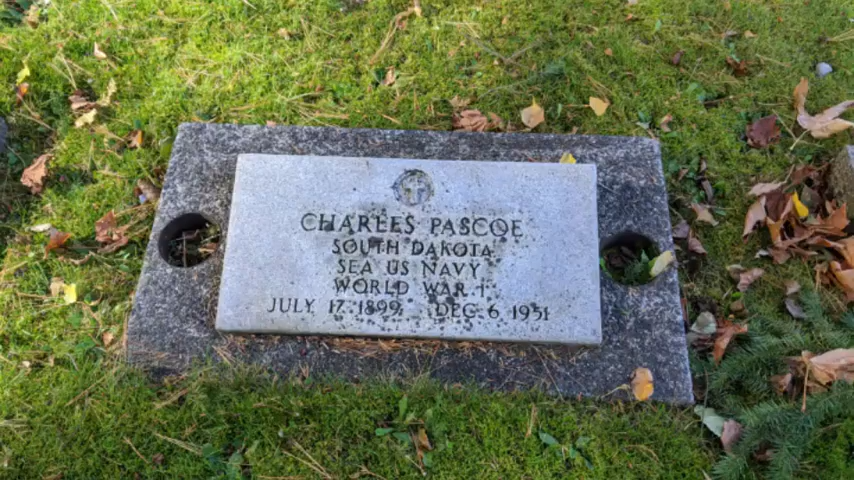 CHARLES PASCOE
SOUTH DAKOTA
SEA US NAVY
WORLD WAR I
JULY 17 1899 DEC 6 1951